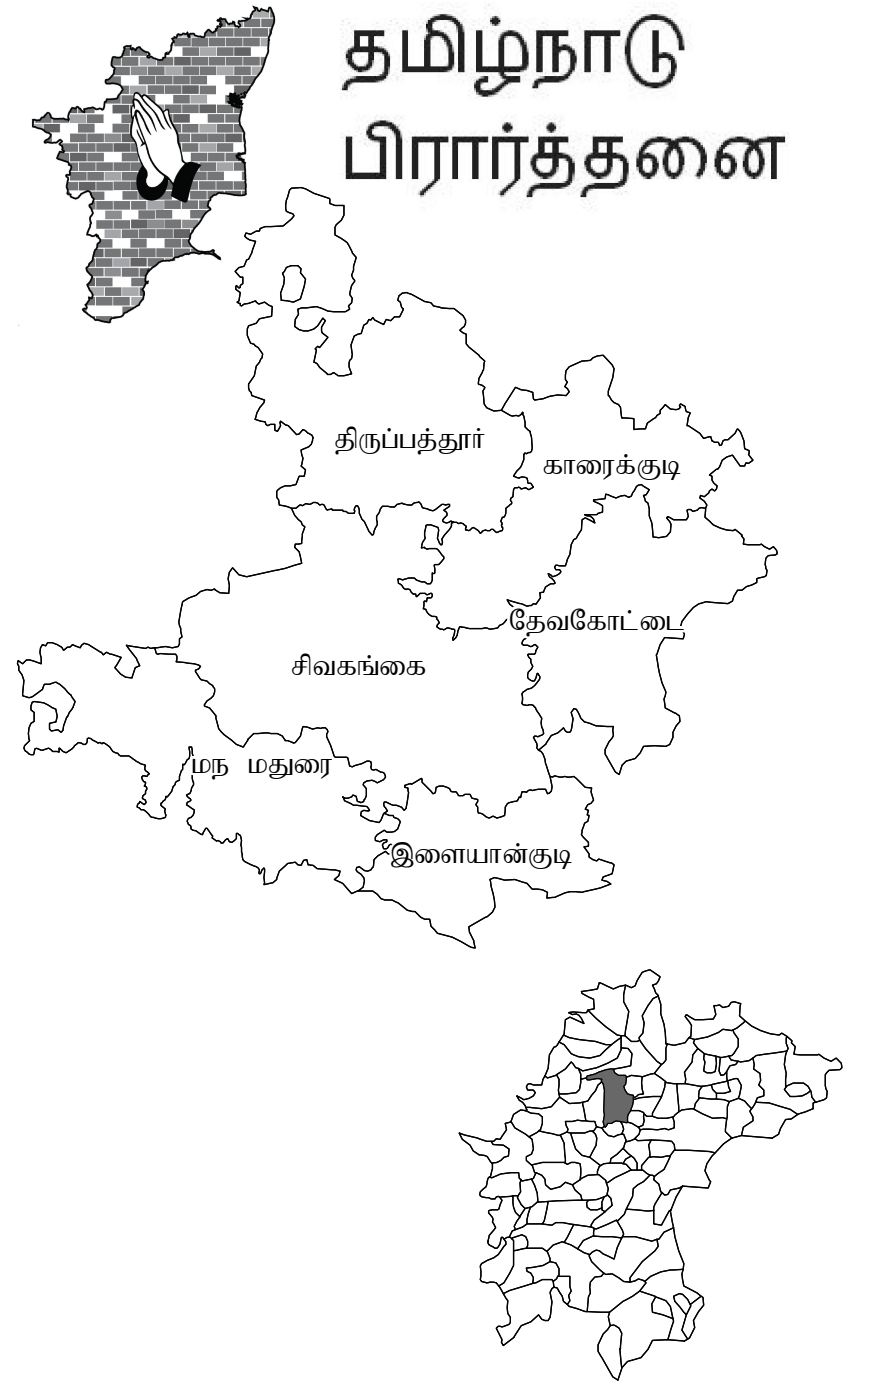 தமிழ்நாடு
பிரார்த்தனை
திருப்பத்தூர்
காரைக்குடி
தேவகோட்டை
சிவகங்கை
மந மதுரை
இளையான்குடி